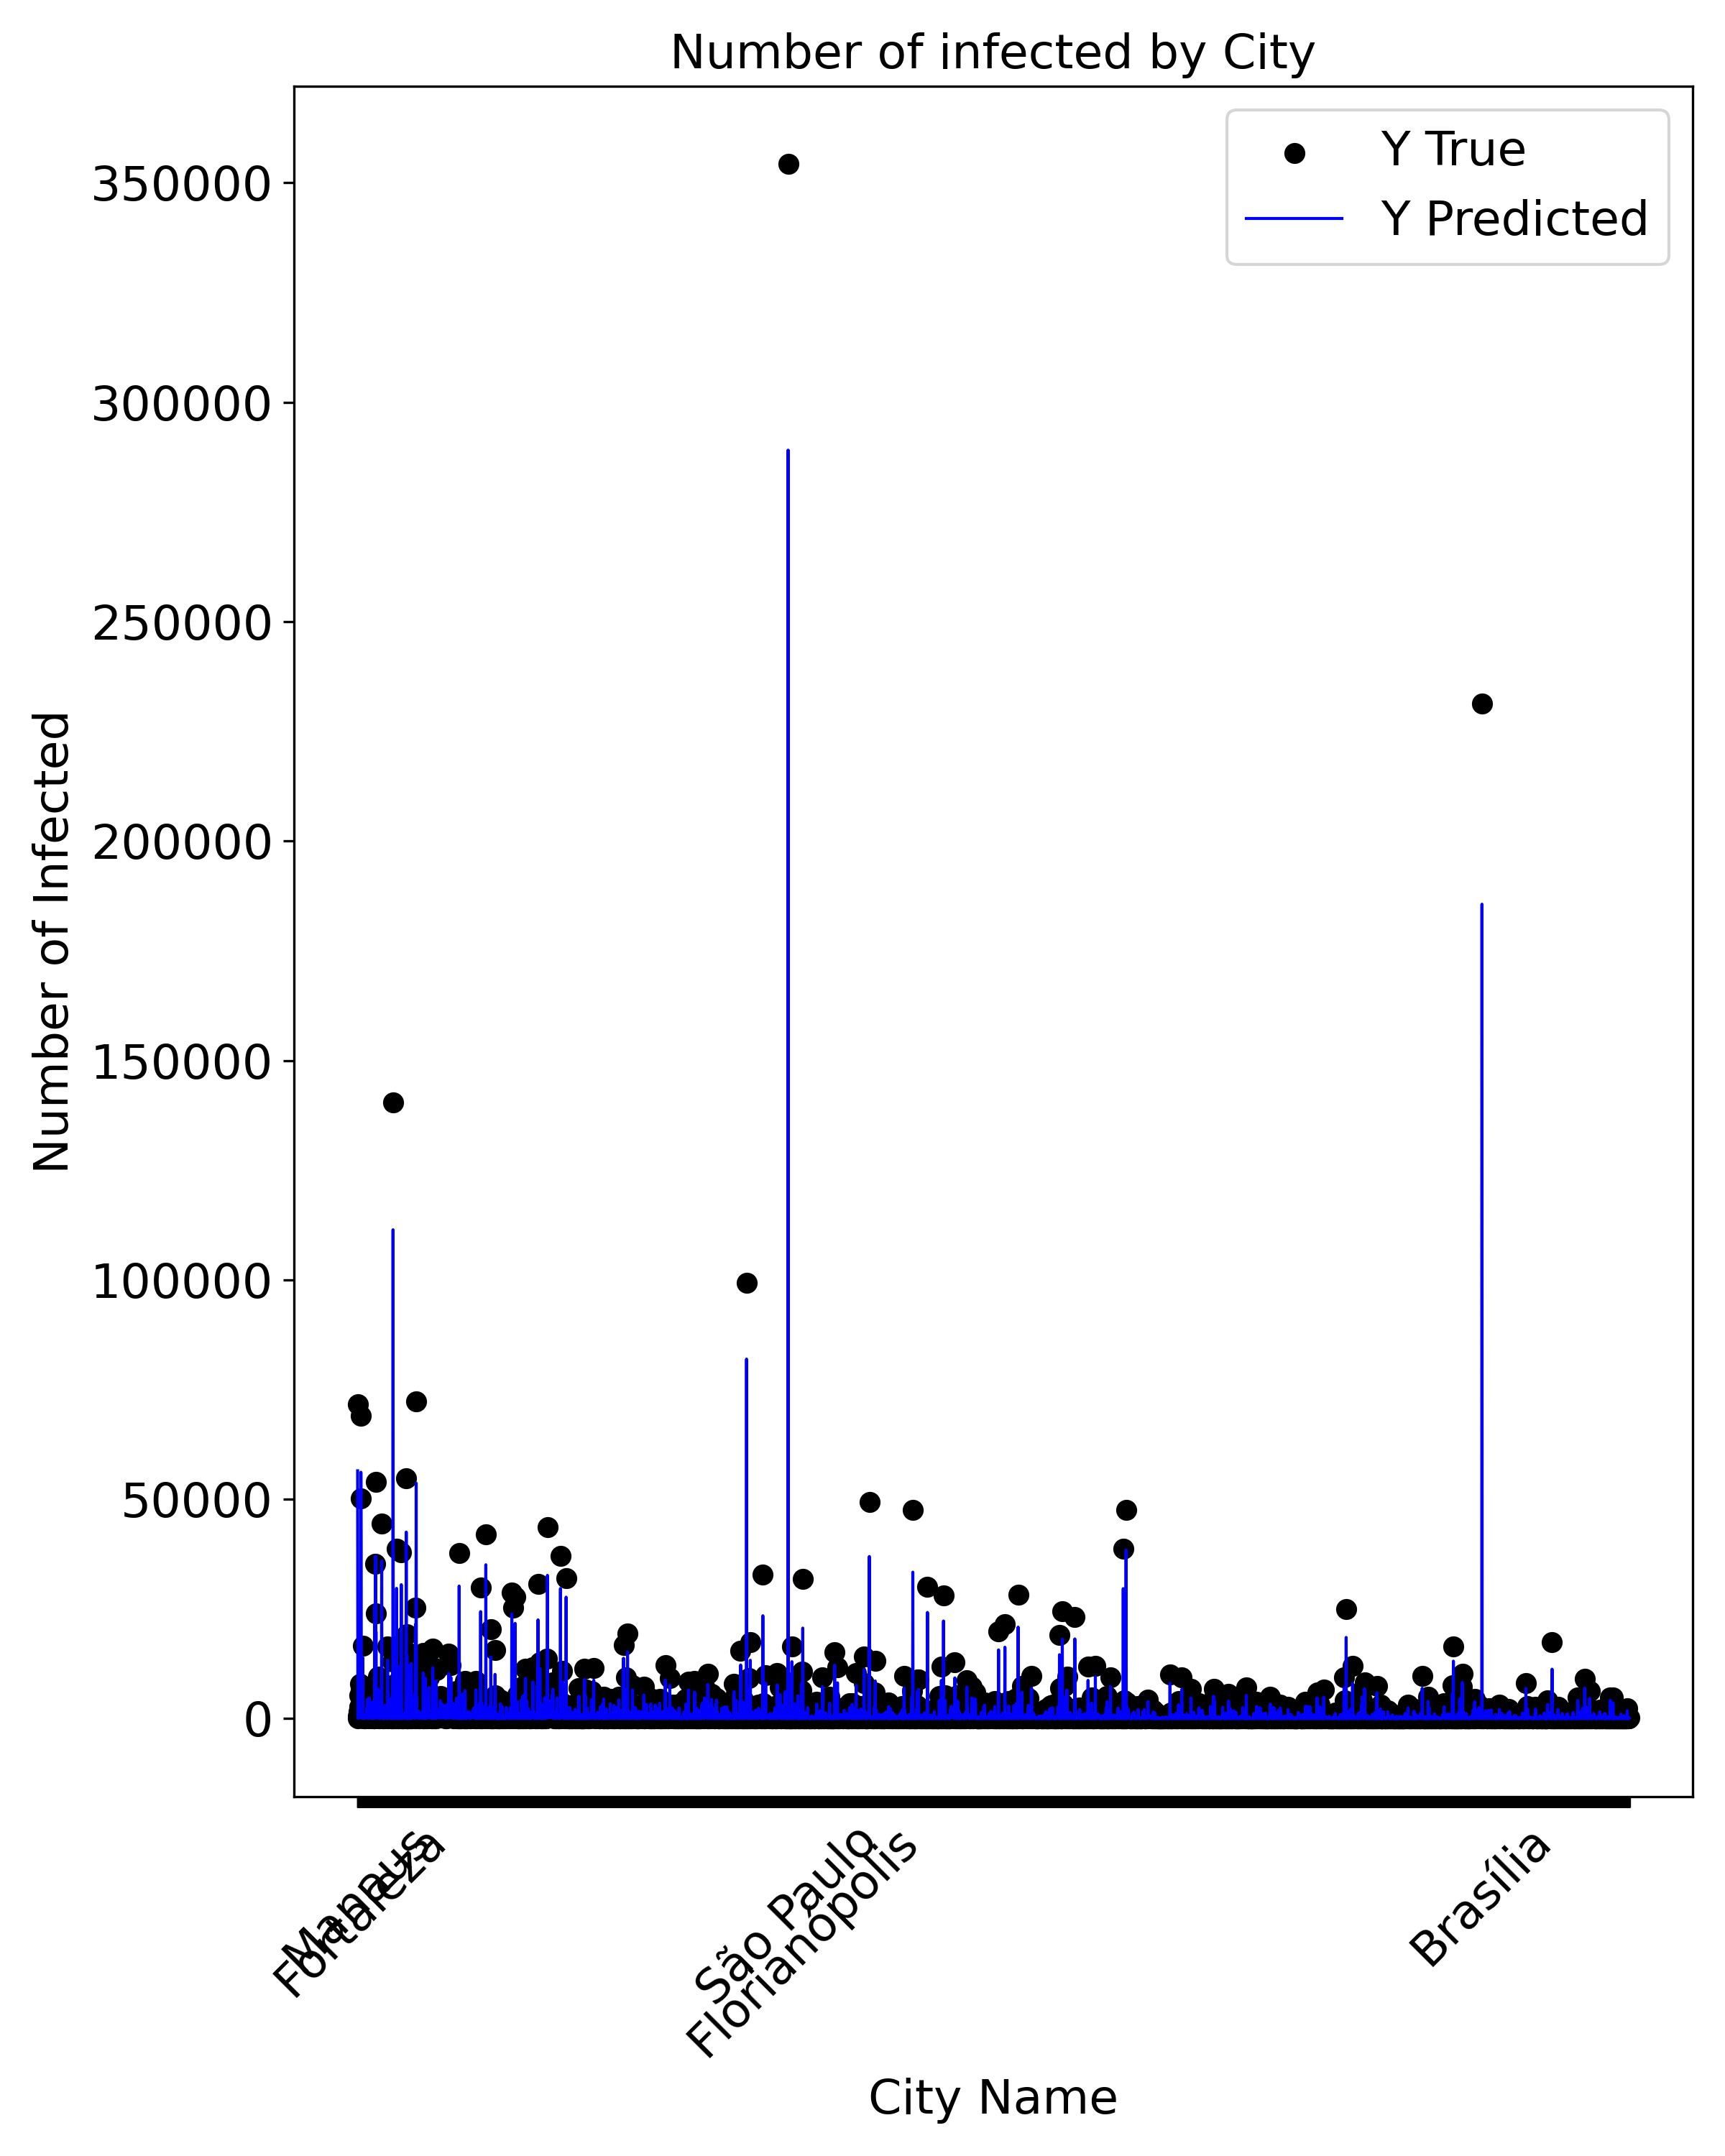 Number of infected by City
Y True
Y Predicted
350000
300000
250000
200000
150000
100000
50000
0
Number of Infected
Manaus
Fortaleza
São Paulo
Florianópolis
Brasília
City Name